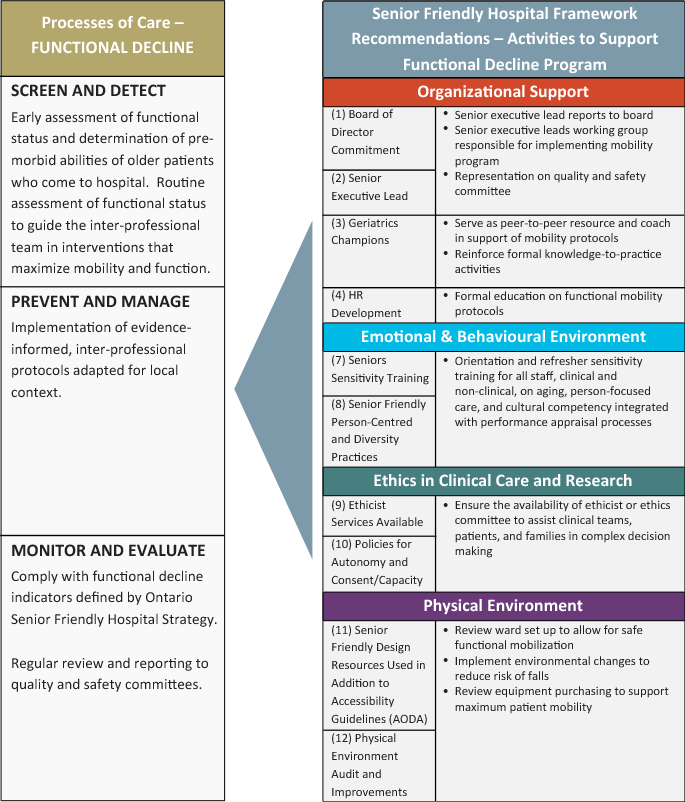 Processes of Care –
FUNCTIONAL DECLINE
SCREEN AND DETECT
Early assessment of functional
status and determination of pre-
morbid abilities of older patients
who come to hospital.  Routine
assessment of functional status
to guide the inter-professional
team in interventions that
maximize mobility and function.
PREVENT AND MANAGE
Implementation of evidence-
informed, inter-professional
protocols adapted for local
context.
MONITOR AND EVALUATE
Comply with functional decline
indicators defined by Ontario
Senior Friendly Hospital Strategy.
Regular review and reporting to
quality and safety committees.
Senior Friendly Hospital Framework
Recommendations – Activities to Support
Functional Decline Program
Organizational Support
(1) Board of
Director
Commitment
(2) Senior
Executive Lead
• Senior executive lead reports to board
• Senior executive leads working group
responsible for implementing mobility
program
• Representation on quality and safety
committee
(3) Geriatrics
Champions
• Serve as peer-to-peer resource and coach
in support of mobility protocols
• Reinforce formal knowledge-to-practice
activities
(4) HR
Development
• Formal education on functional mobility
protocols
Emotional & Behavioural Environment
(7) Seniors
Sensitivity Training
(8) Senior Friendly
Person-Centred
and Diversity
Practices
• Orientation and refresher sensitivity
training for all staff, clinical and
non-clinical, on aging, person-focused
care, and cultural competency integrated
with performance appraisal processes
Ethics in Clinical Care and Research
(9) Ethicist
Services Available
(10) Policies for
Autonomy and
Consent/Capacity
• Ensure the availability of ethicist or ethics
committee to assist clinical teams,
patients, and families in complex decision
making
Physical Environment
(11) Senior
Friendly Design
Resources Used in
Addition to
Accessibility
Guidelines (AODA)
(12) Physical
Environment
Audit and
Improvements
• Review ward set up to allow for safe
functional mobilization
• Implement environmental changes to
reduce risk of falls
• Review equipment purchasing to support
maximum patient mobility